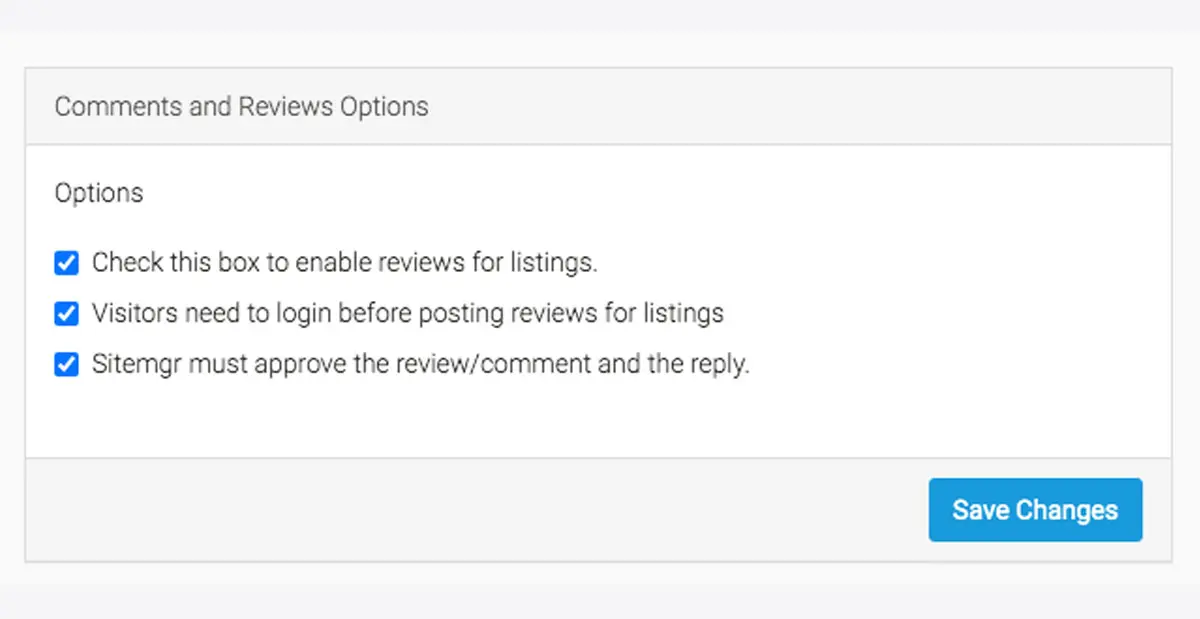 Comments and Reviews Options
Options
Check this box to enable reviews for listings.
Visitors need to login before posting reviews for listings
Sitemgr must approve the review/comment and the reply.
Save Changes